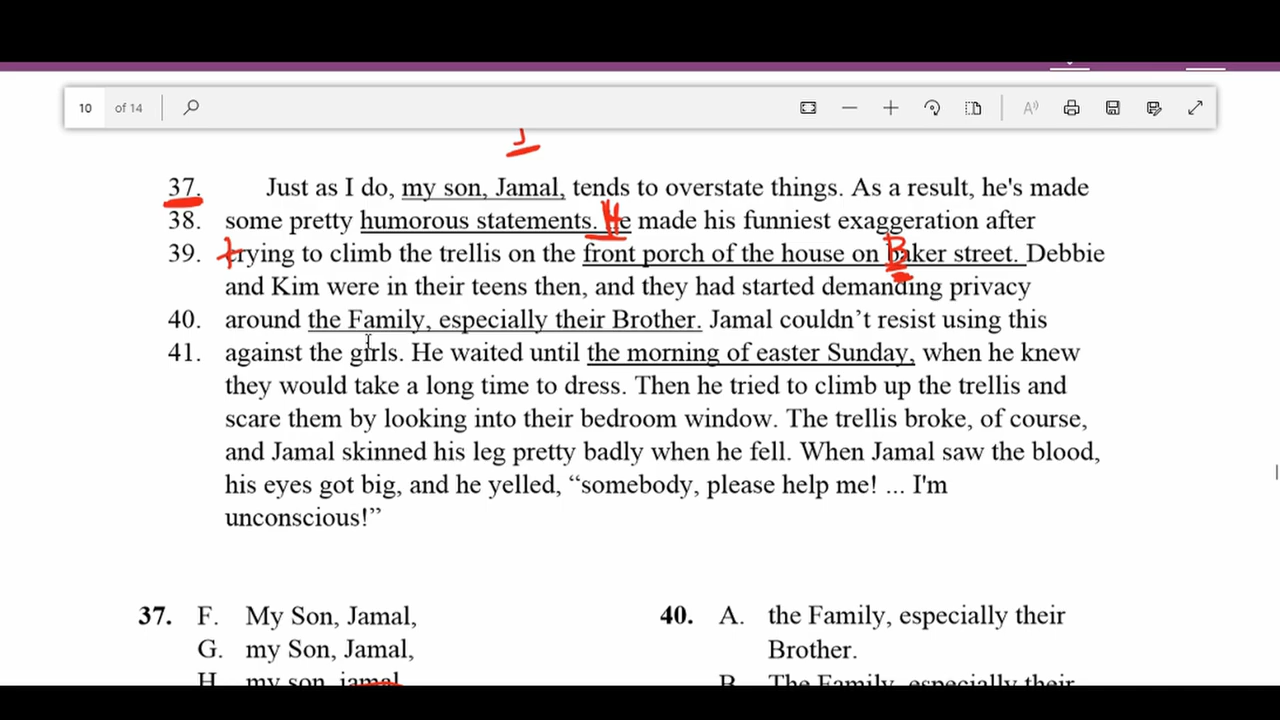 10 of 14
37. Just as I do, my son, Jamal, tends to overstate things. As a result, he's made
38. some pretty humorous statements. He made his funniest exaggeration after
39. trying to climb the trellis on the front porch of the house on Baker street. Debbie
and Kim were in their teens then, and they had started demanding privacy
40. around the Family, especially their Brother. Jamal couldn’t resist using this
41. against the girls. He waited until the morning of easter Sunday, when he knew
they would take a long time to dress. Then he tried to climb up the trellis and
scare them by looking into their bedroom window. The trellis broke, of course,
and Jamal skinned his leg pretty badly when he fell. When Jamal saw the blood,
his eyes got big, and he yelled, “somebody, please help me! ... I'm
unconscious!”
37. F. My Son, Jamal,
G. my Son, Jamal,
H. my son, jamal,
40. A. the Family, especially their
Brother.
B. The Family, especially their